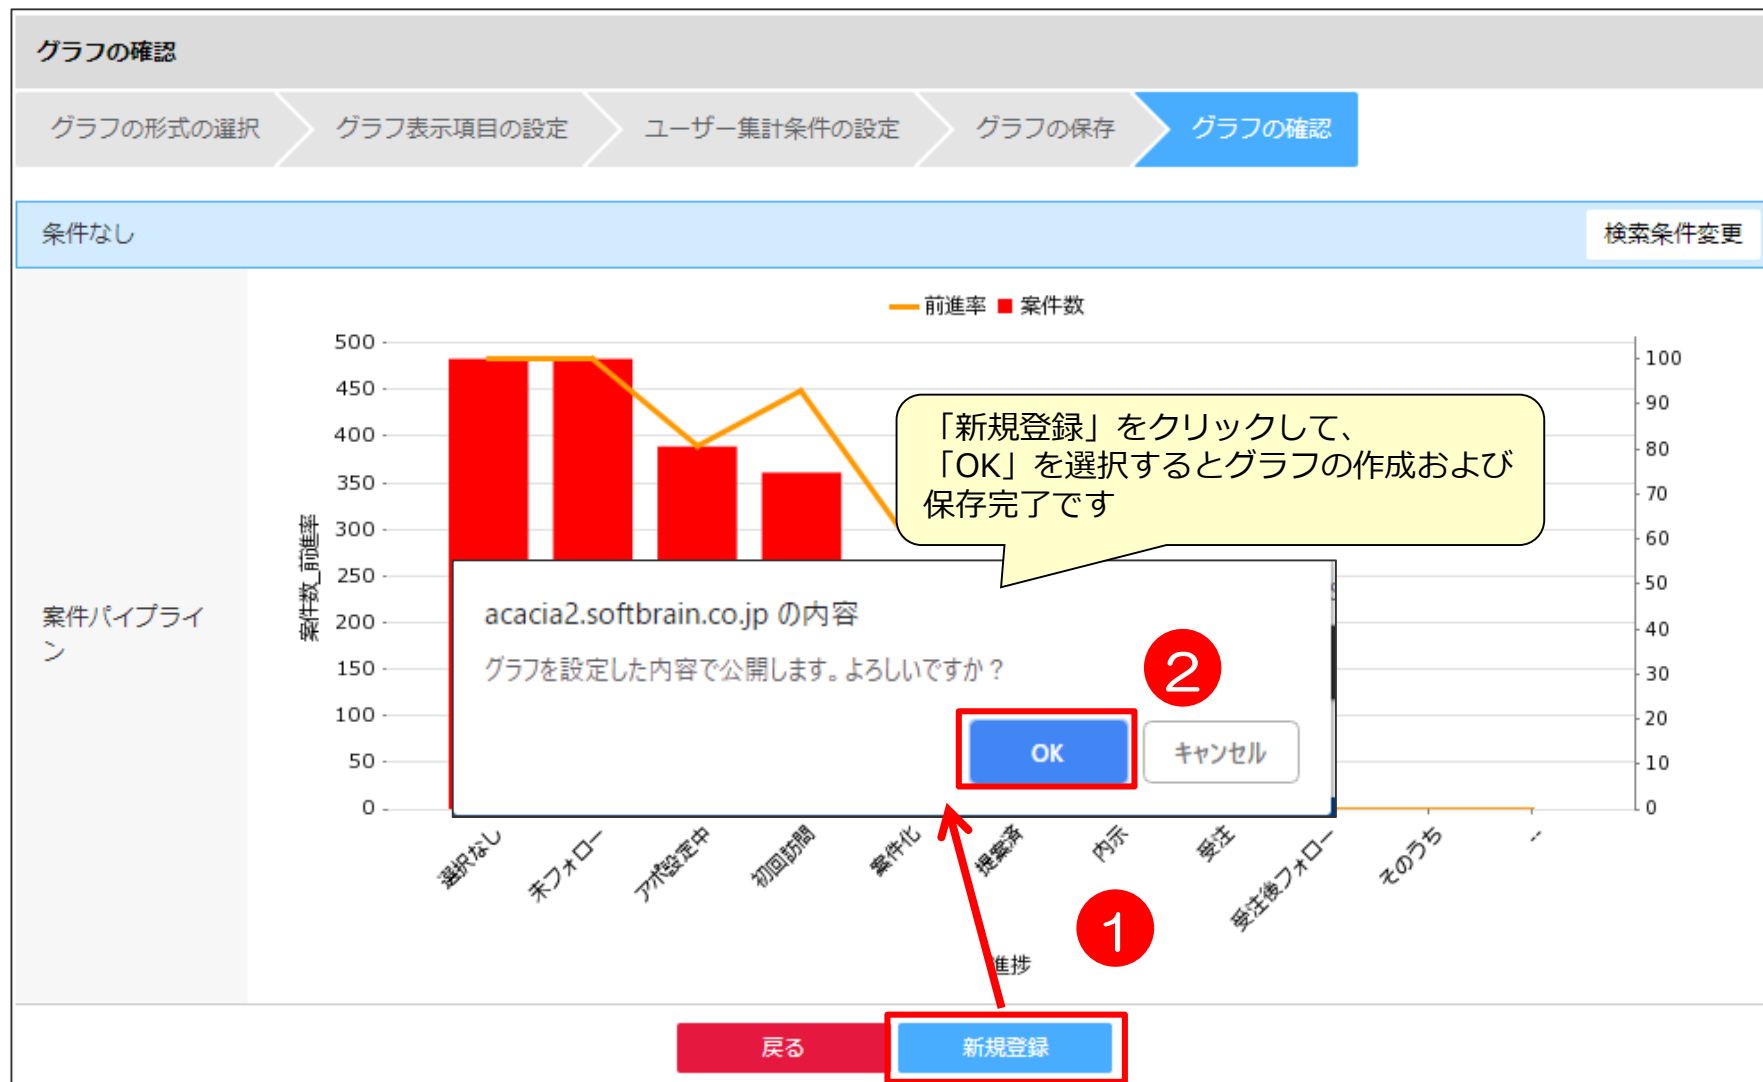 グラフの確認
グラフの形式の選択
グラフ表示項目の設定
ユーザー集計条件の設定
グラフの保存
グラフの確認
条件なし
検索条件変更
案件パイプライ
ン
前進率 案件数
案件数_前進率
500
450
400
350
300
250
200
150
100
50
0
100
90
80
70
60
50
40
30
20
10
0
「新規登録」をクリックして、
「OK」を選択するとグラフの作成および
保存完了です
acacia2.softbrain.co.jp の内容
グラフを設定した内容で公開します。よろしいですか？
2
OK
キャンセル
選択なし
未フォロー
アポ設定中
初回訪問
案件化
提案済
内示
受注
受注後フォロー
そのうち
--
1
進捗
戻る
新規登録